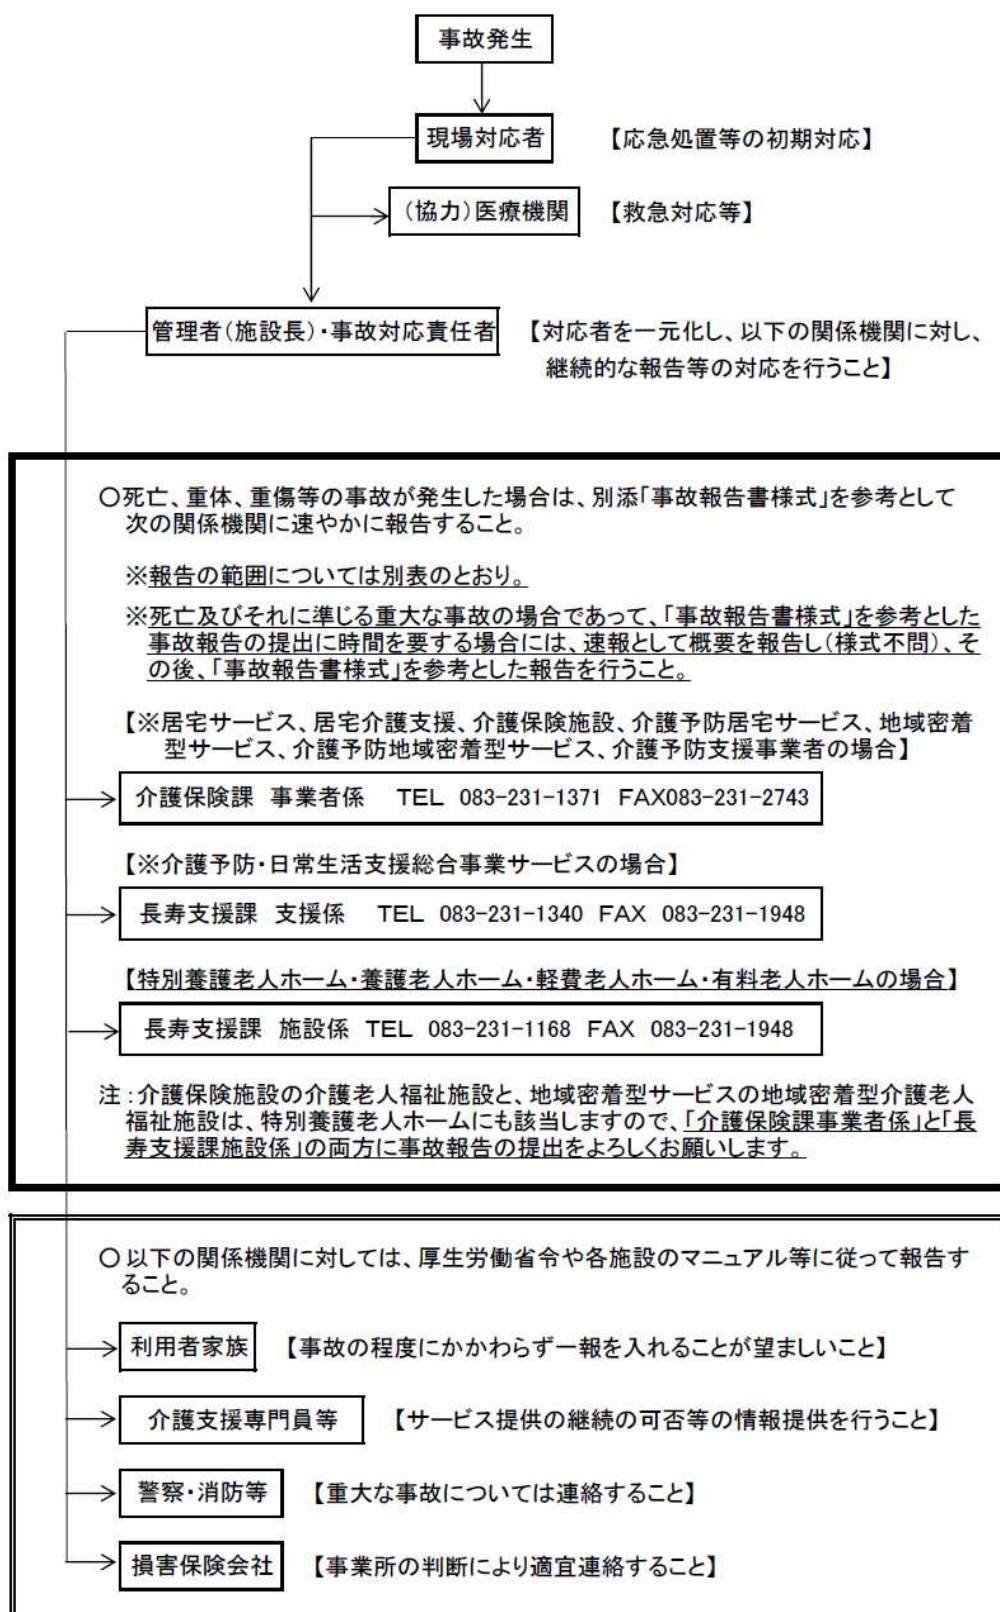 事故発生
現場対応者 【応急処置等の初期対応】
(協力)医療機関 【救急対応等】
管理者(施設長)・事故対応責任者 【対応者を一元化し、以下の関係機関に対し、
継続的な報告等の対応を行うこと】
○死亡、重体、重傷等の事故が発生した場合は、別添「事故報告書様式」を参考として
次の関係機関に速やかに報告すること。
※報告の範囲については別表のとおり。
※死亡及びそれに準じる重大な事故の場合であって、「事故報告書様式」を参考とした
事故報告の提出に時間を要する場合には、速報として概要を報告し(様式不問)、そ
の後、「事故報告書様式」を参考とした報告を行うこと。
【※居宅サービス、居宅介護支援、介護保険施設、介護予防居宅サービス、地域密着
型サービス、介護予防地域密着型サービス、介護予防支援事業者の場合】
介護保険課 事業者係 TEL 083-231-1371 FAX083-231-2743
【※介護予防・日常生活支援総合事業サービスの場合】
長寿支援課 支援係 TEL 083-231-1340 FAX 083-231-1948
【特別養護老人ホーム・養護老人ホーム・軽費老人ホーム・有料老人ホームの場合】
長寿支援課 施設係 TEL 083-231-1168 FAX 083-231-1948
注:介護保険施設の介護老人福祉施設と、地域密着型サービスの地域密着型介護老人
福祉施設は、特別養護老人ホームにも該当しますので、「介護保険課事業者係」と「長
寿支援課施設係」の両方に事故報告の提出をよろしくお願いします。
○以下の関係機関に対しては、厚生労働省令や各施設のマニュアル等に従って報告す
ること。
利用者家族 【事故の程度にかかわらず一報を入れることが望ましいこと】
介護支援専門員等 【サービス提供の継続の可否等の情報提供を行うこと】
警察・消防等 【重大な事故については連絡すること】
損害保険会社 【事業所の判断により適宜連絡すること】